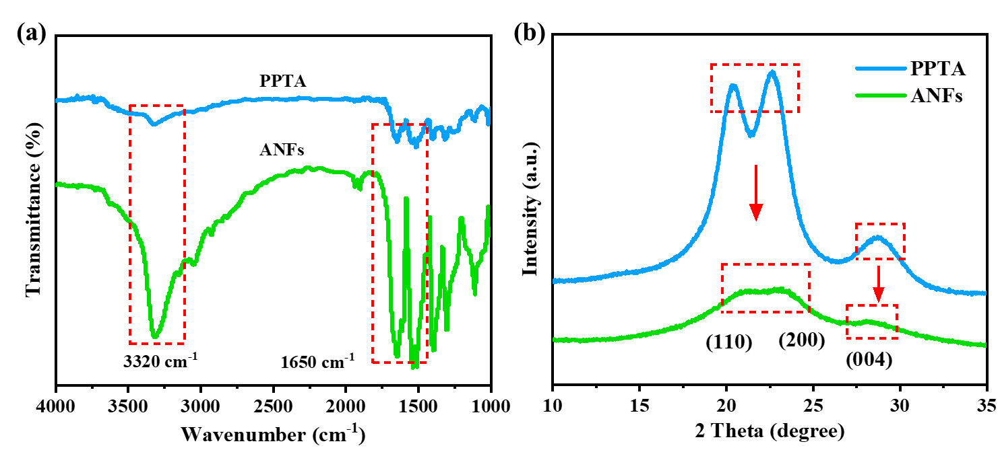 (a)
PPTA
ANFs
3320 cm-1
1650 cm-1
Transmittance (%)
4000 3500 3000 2500 2000 1500 1000
Wavenumber (cm-1)
(b)
PPTA
ANFs
(110)
(200)
(004)
Intensity (a.u.)
10 15 20 25 30 35
2 Theta (degree)